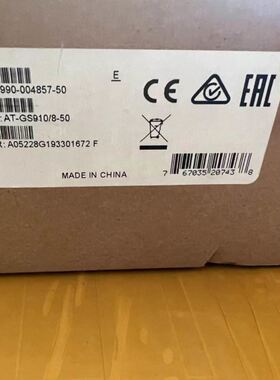 E
990-004857-50
: AT-GS910/8-50
: A05228G193301672 F
CE
EAC
MADE IN CHINA
7 67035 20743 8